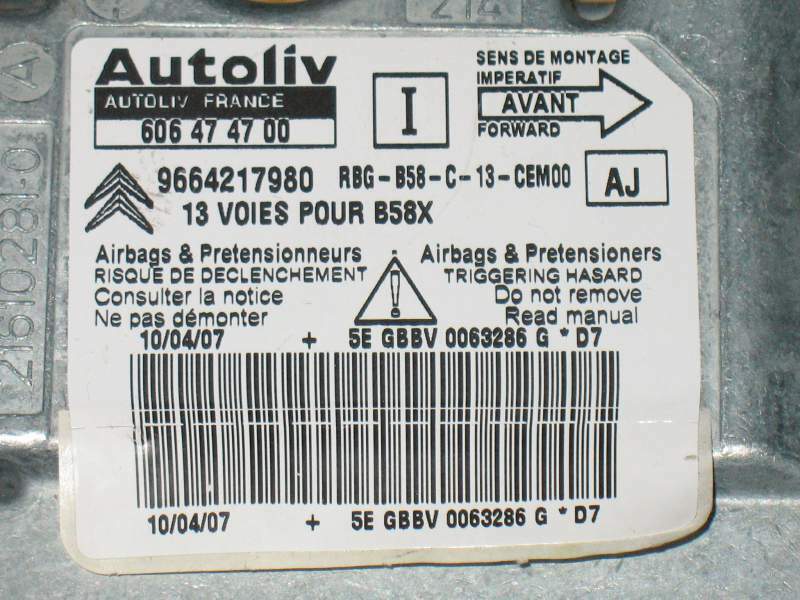 214
A
21610281-0
Autoliv
AUTOLIV FRANCE
606 47 47 00
I
SENS DE MONTAGE
IMPERATIF
AVANT
FORWARD
9664217980 RBG-B58-C-13-CEM00
AJ
13 VOIES POUR B58X
Airbags & Pretensionneurs
RISQUE DE DECLENCHEMENT
Consulter la notice
Ne pas démonter
!
Airbags & Pretensioners
TRIGGERING HASARD
Do not remove
Read manual
10/04/07 + 5E GBBV 0063286 G * D7
10/04/07 + 5E GBBV 0063286 G * D7